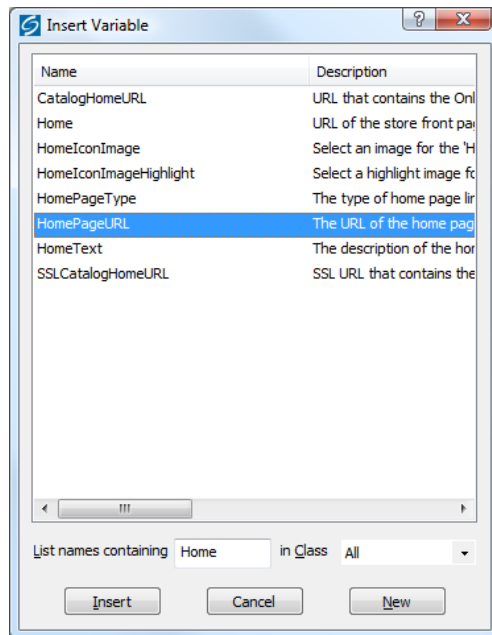 Insert Variable
Name Description
CatalogHomeURL URL that contains the Onl
Home URL of the store front pag
HomeIconImage Select an image for the 'H
HomeIconImageHighlight Select a highlight image fo
HomePageType The type of home page lin
HomePageURL The URL of the home pag
HomeText The description of the hor
SSLCatalogHomeURL SSL URL that contains the
List names containing Home in Class All
Insert Cancel New